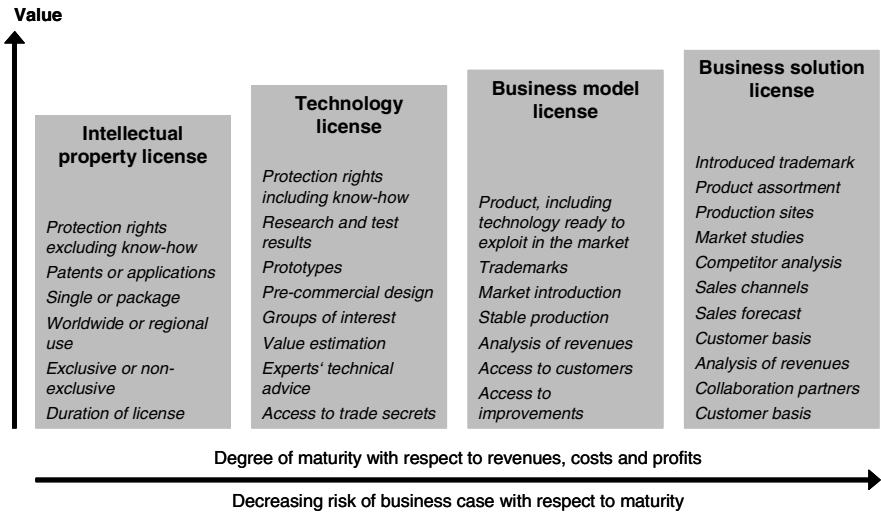 Value
Intellectual
property license
Protection rights
excluding know-how
Patents or applications
Single or package
Worldwide or regional
use
Exclusive or non-
exclusive
Duration of license
Technology
license
Protection rights
including know-how
Research and test
results
Prototypes
Pre-commercial design
Groups of interest
Value estimation
Experts‘ technical
advice
Access to trade secrets
Business model
license
Product, including
technology ready to
exploit in the market
Trademarks
Market introduction
Stable production
Analysis of revenues
Access to customers
Access to
improvements
Business solution
license
Introduced trademark
Product assortment
Production sites
Market studies
Competitor analysis
Sales channels
Sales forecast
Customer basis
Analysis of revenues
Collaboration partners
Customer basis
Degree of maturity with respect to revenues, costs and profits
Decreasing risk of business case with respect to maturity